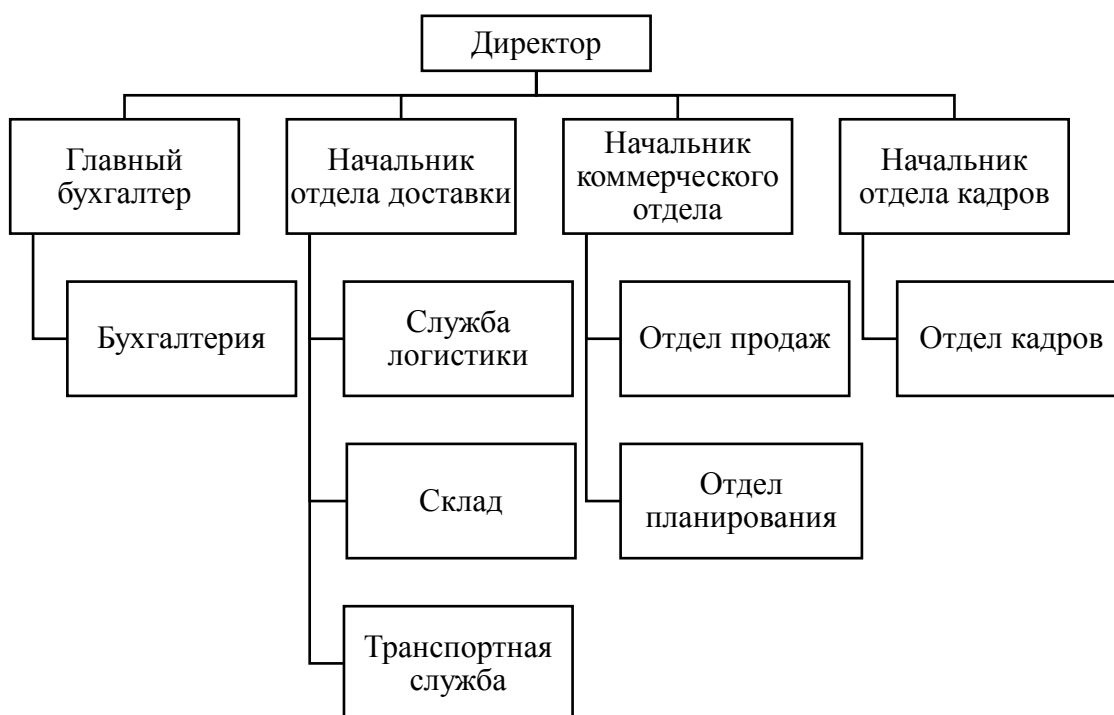 Директор
Главный
бухгалтер
Начальник
отдела доставки
Начальник
коммерческого
отдела
Начальник
отдела кадров
Бухгалтерия
Служба
логистики
Отдел продаж
Отдел кадров
Склад
Отдел
планирования
Транспортная
служба